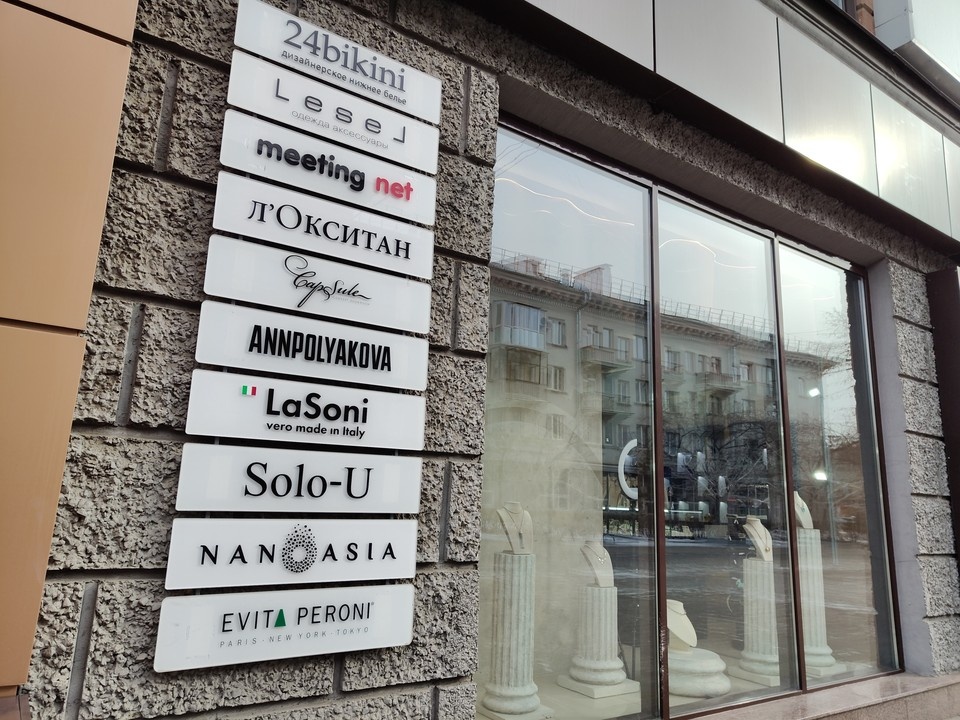 24bikini
дизайнерское нижнее белье
Lesel
одежда аксессуары
meeting net
Л'ОКСИТАН
CapSule
ANNPOLYAKOVA
LaSoni
vero made in Italy
Solo-U
NANOASIA
EVITA PERONI
PARIS · NEW YORK · TOKYO